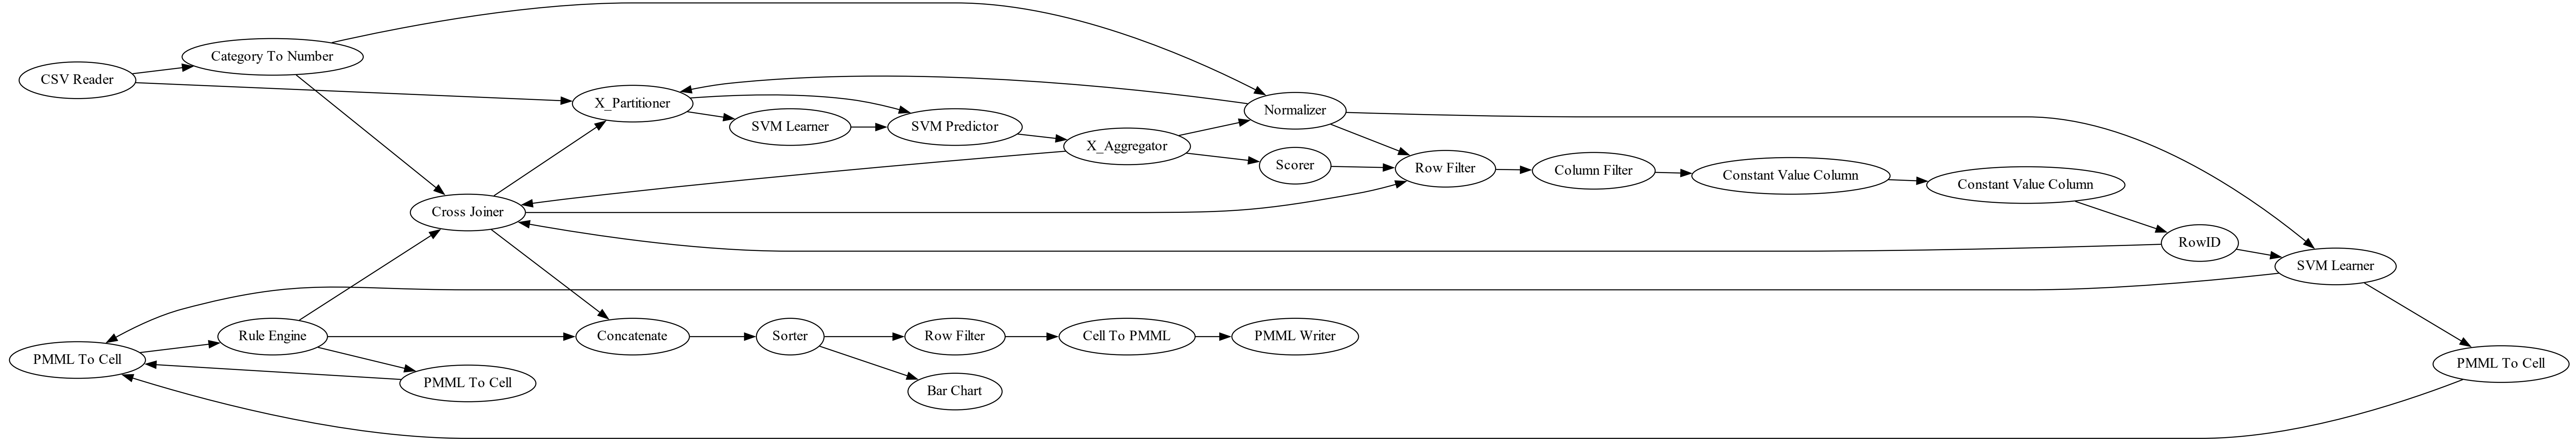 Category To Number
CSV Reader
X_Partitioner
Normalizer
SVM Learner
SVM Predictor
X_Aggregator
Scorer
Row Filter
Column Filter
Constant Value Column
Constant Value Column
Cross Joiner
RowID
SVM Learner
Rule Engine
Concatenate
Sorter
Row Filter
Cell To PMML
PMML Writer
PMML To Cell
PMML To Cell
PMML To Cell
Bar Chart